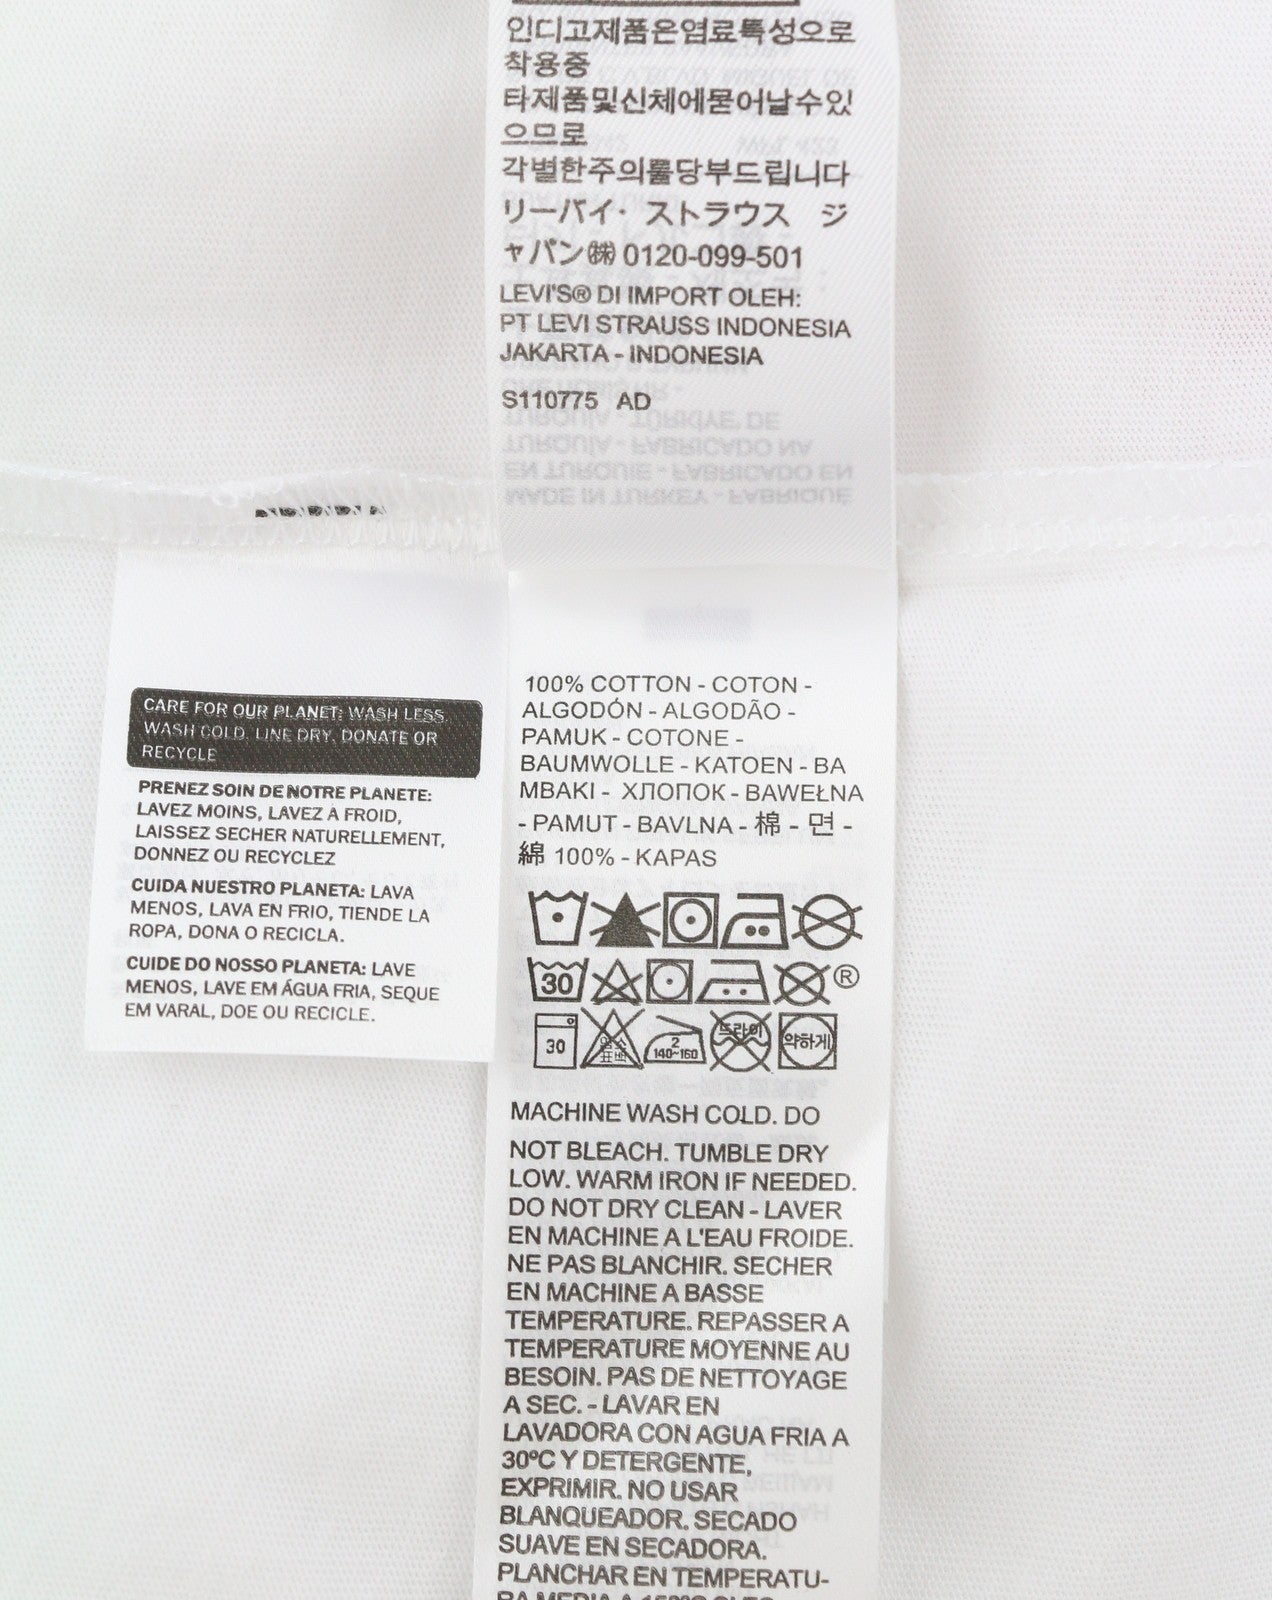 인디고제품은염료특성으로
착용중
타제품및신체에묻어날수있
으므로
각별한주의를당부드립니다
リーバイ・ストラウス ジ
ャパン㈱ 0120-099-501
LEVI'S® DI IMPORT OLEH:
PT LEVI STRAUSS INDONESIA
JAKARTA - INDONESIA
S110775 AD
CARE FOR OUR PLANET: WASH LESS,
WASH COLD, LINE DRY, DONATE OR
RECYCLE
PRENEZ SOIN DE NOTRE PLANETE:
LAVEZ MOINS, LAVEZ À FROID,
LAISSEZ SECHER NATURELLEMENT,
DONNEZ OU RECYCLEZ
CUIDA NUESTRO PLANETA: LAVA
MENOS, LAVA EN FRIO, TIENDE LA
ROPA, DONA O RECICLA.
CUIDE DO NOSSO PLANETA: LAVE
MENOS, LAVE EM ÁGUA FRIA, SEQUE
EM VARAL, DOE OU RECICLE.
100% COTTON - COTON -
ALGODÓN - ALGODÃO -
PAMUK - COTONE -
BAUMWOLLE - KATOEN - BA
MBAKI - ХЛОПОК - BAWEŁNA
- PAMUT - BAVLNA - 棉 - 면 -
綿 100% - KAPAS
30 ®
30 염소표백 2 140~160 드라이 약하게
MACHINE WASH COLD. DO
NOT BLEACH. TUMBLE DRY
LOW. WARM IRON IF NEEDED.
DO NOT DRY CLEAN - LAVER
EN MACHINE A L'EAU FROIDE.
NE PAS BLANCHIR. SECHER
EN MACHINE A BASSE
TEMPERATURE. REPASSER A
TEMPERATURE MOYENNE AU
BESOIN. PAS DE NETTOYAGE
A SEC. - LAVAR EN
LAVADORA CON AGUA FRIA A
30ºC Y DETERGENTE,
EXPRIMIR. NO USAR
BLANQUEADOR. SECADO
SUAVE EN SECADORA.
PLANCHAR EN TEMPERATU-